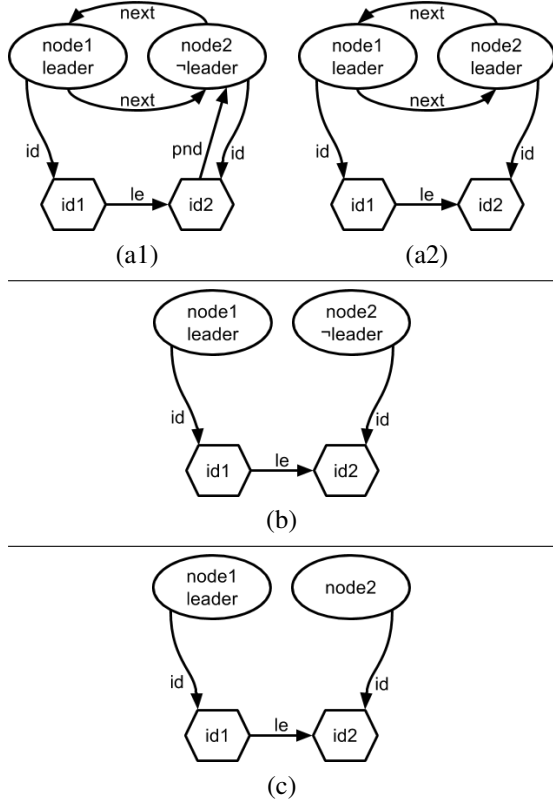 next
node1
leader
node2
¬leader
next
id
pnd
id
id1
le
id2
(a1)
next
node1
leader
node2
leader
next
id
id
id1
le
id2
(a2)
node1
leader
node2
¬leader
id
id
id1
le
id2
(b)
node1
leader
node2
id
id
id1
le
id2
(c)